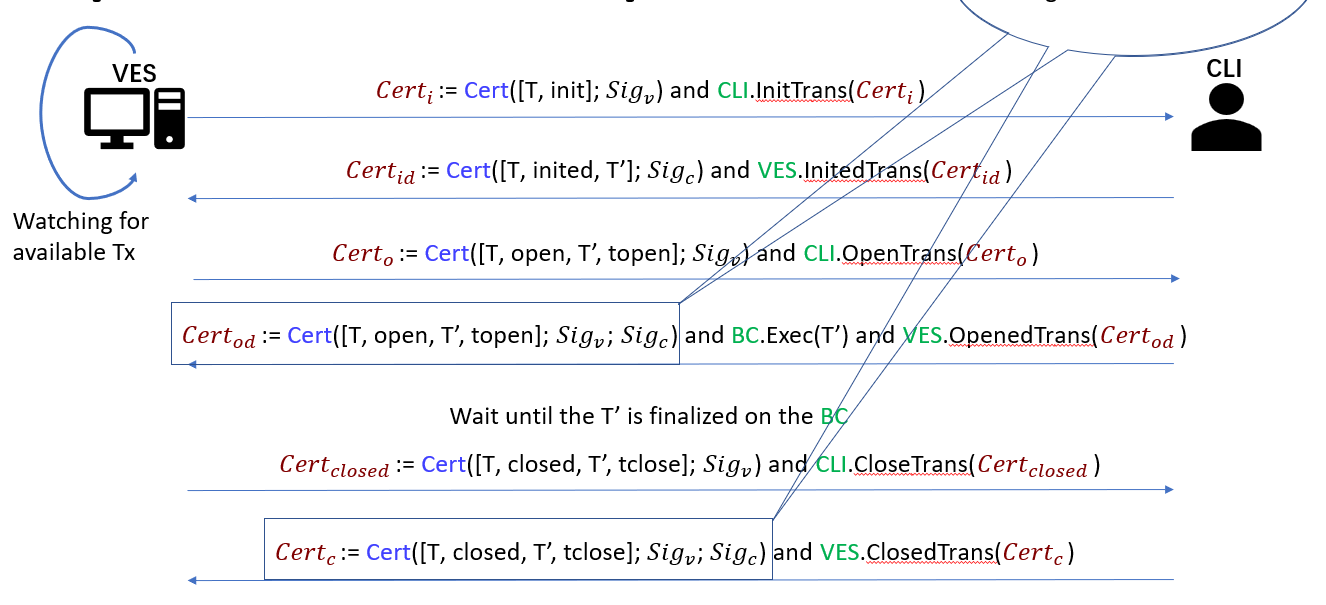 VES
CLI
Cert_i := Cert([T, init]; Sig_v) and CLI.InitTrans(Cert_i )
Cert_id := Cert([T, inited, T’]; Sig_c) and VES.InitedTrans(Cert_id )
Watching for
available Tx
Cert_o := Cert([T, open, T’, topen]; Sig_v) and CLI.OpenTrans(Cert_o )
Cert_od := Cert([T, open, T’, topen]; Sig_v; Sig_c) and BC.Exec(T’) and VES.OpenedTrans(Cert_od )
Wait until the T’ is finalized on the BC
Cert_closed := Cert([T, closed, T’, tclose]; Sig_v) and CLI.CloseTrans(Cert_closed )
Cert_c := Cert([T, closed, T’, tclose]; Sig_v; Sig_c) and VES.ClosedTrans(Cert_c )